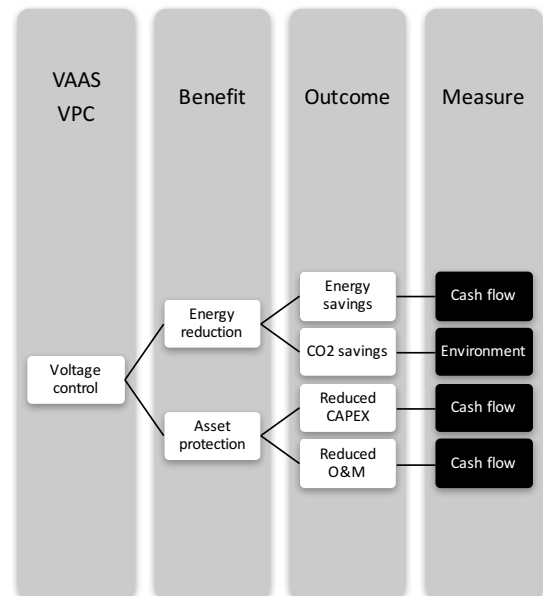 VAAS
VPC
Benefit
Outcome
Measure
Voltage
control
Energy
reduction
Energy
savings
Cash flow
CO2 savings
Environment
Asset
protection
Reduced
CAPEX
Cash flow
Reduced
O&M
Cash flow